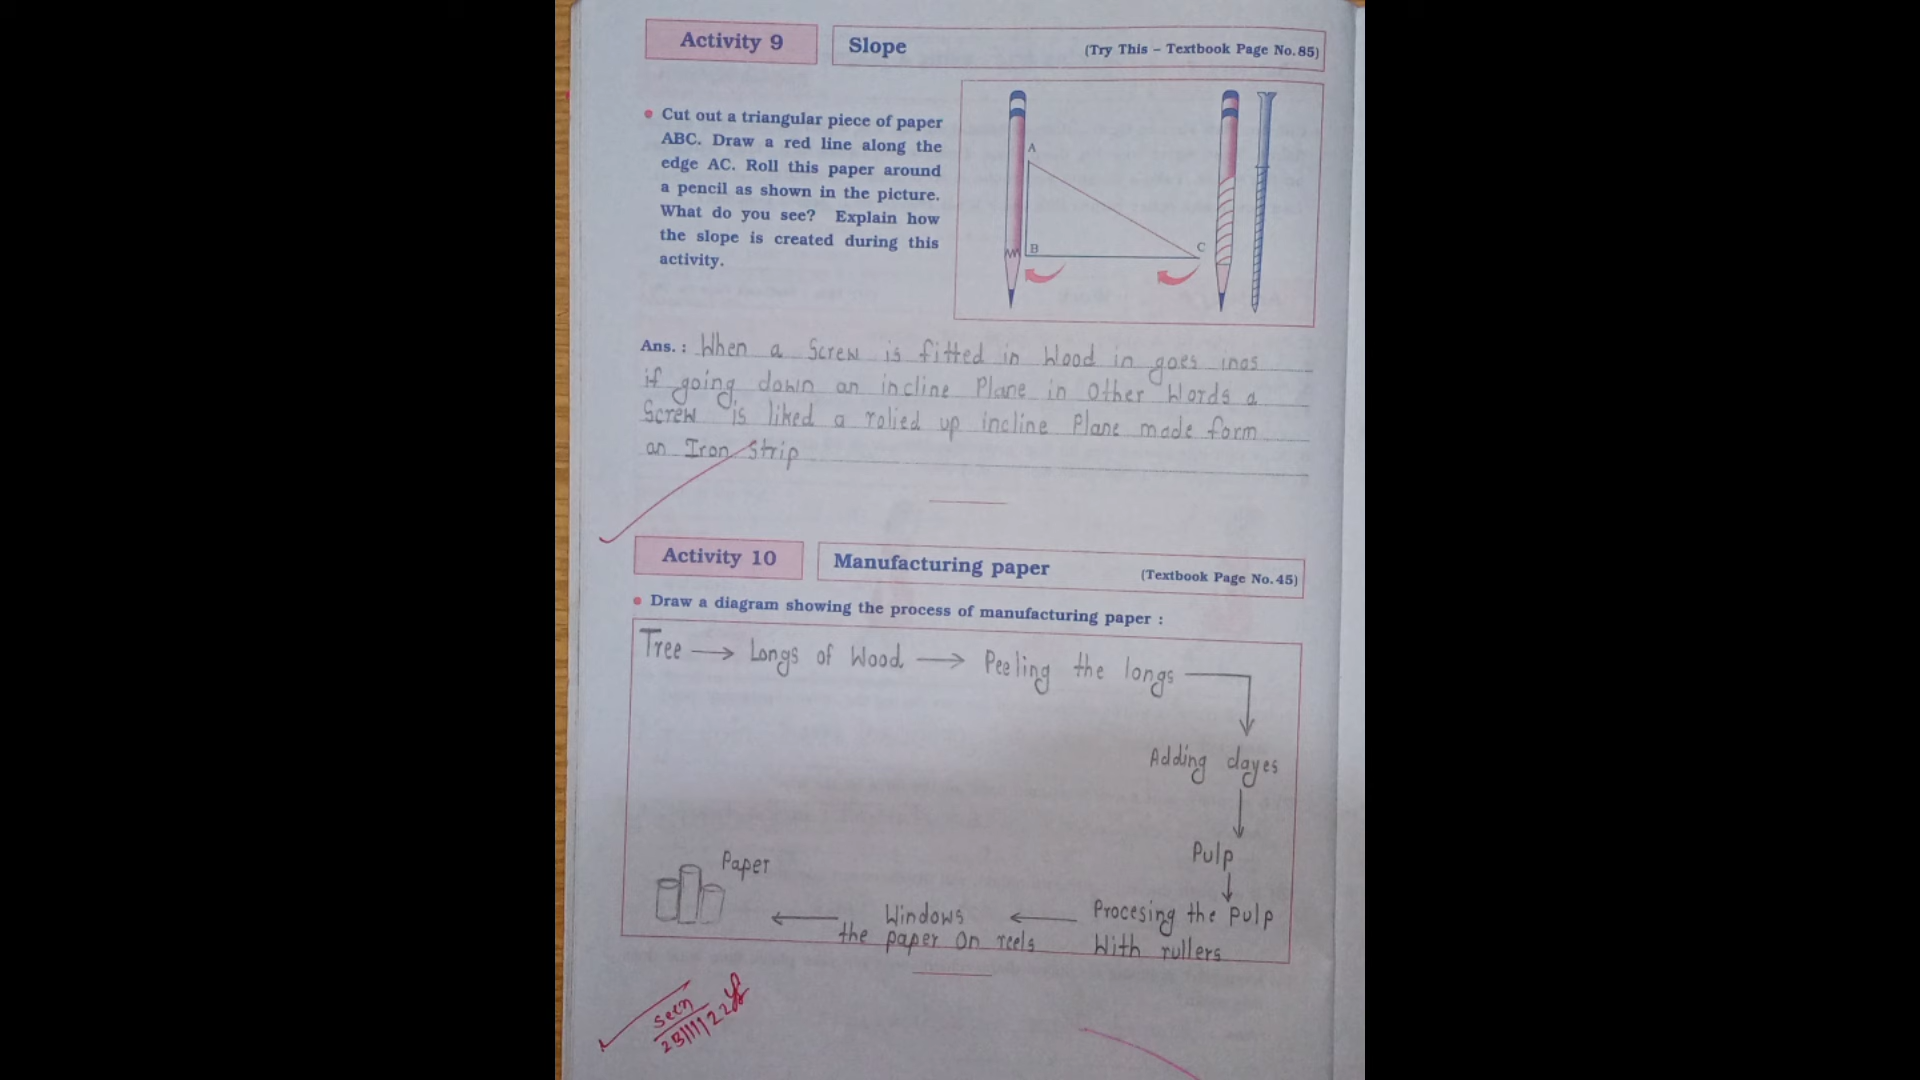 Activity 9
Slope
(Try This – Textbook Page No.85)
• Cut out a triangular piece of paper
ABC. Draw a red line along the
edge AC. Roll this paper around
a pencil as shown in the picture.
What do you see? Explain how
the slope is created during this
activity.
A
B
C
Ans. : When a Screw is fitted in Wood in goes inas
if going down an incline Plane in Other Words a
Screw is liked a rolied up incline Plane made form
an Iron Strip
Activity 10
Manufacturing paper
(Textbook Page No.45)
• Draw a diagram showing the process of manufacturing paper :
Tree → Longs of Wood → Peeling the longs
Adding dayes
Pulp
Procesing the Pulp
With rullers
Windows
the paper On reels
Paper
seen